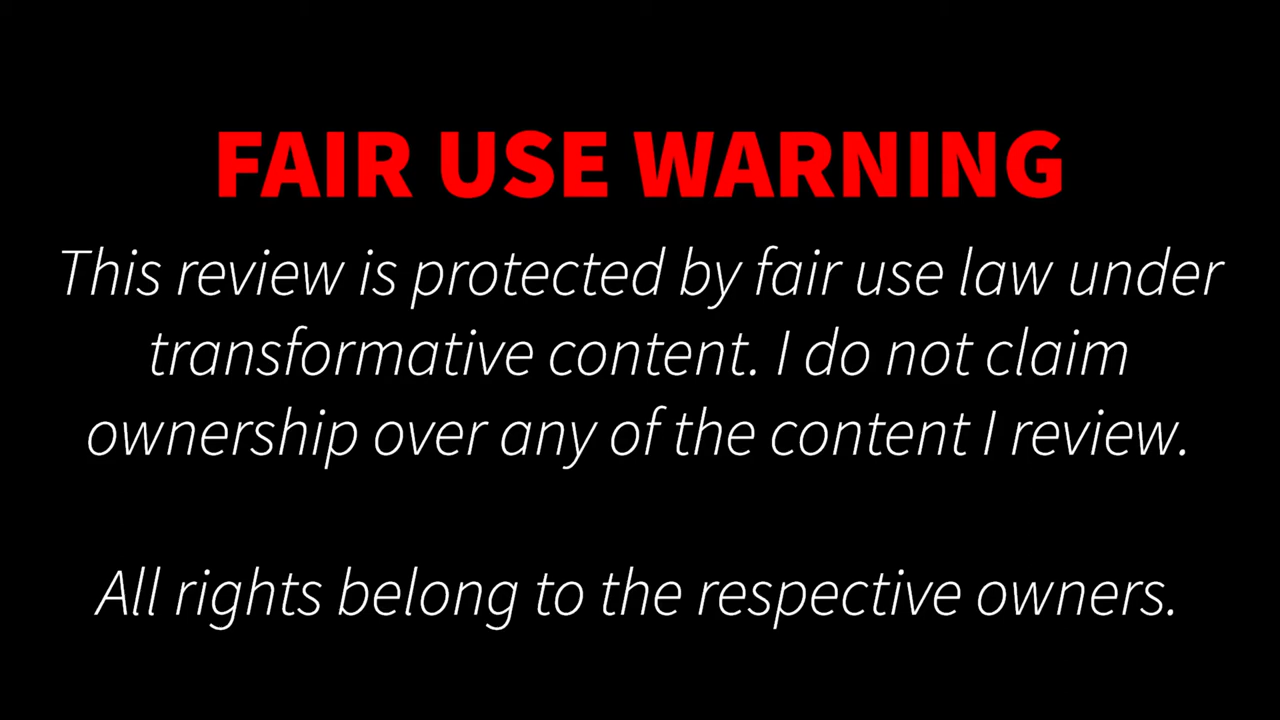 FAIR USE WARNING
This review is protected by fair use law under
transformative content. I do not claim
ownership over any of the content I review.
All rights belong to the respective owners.